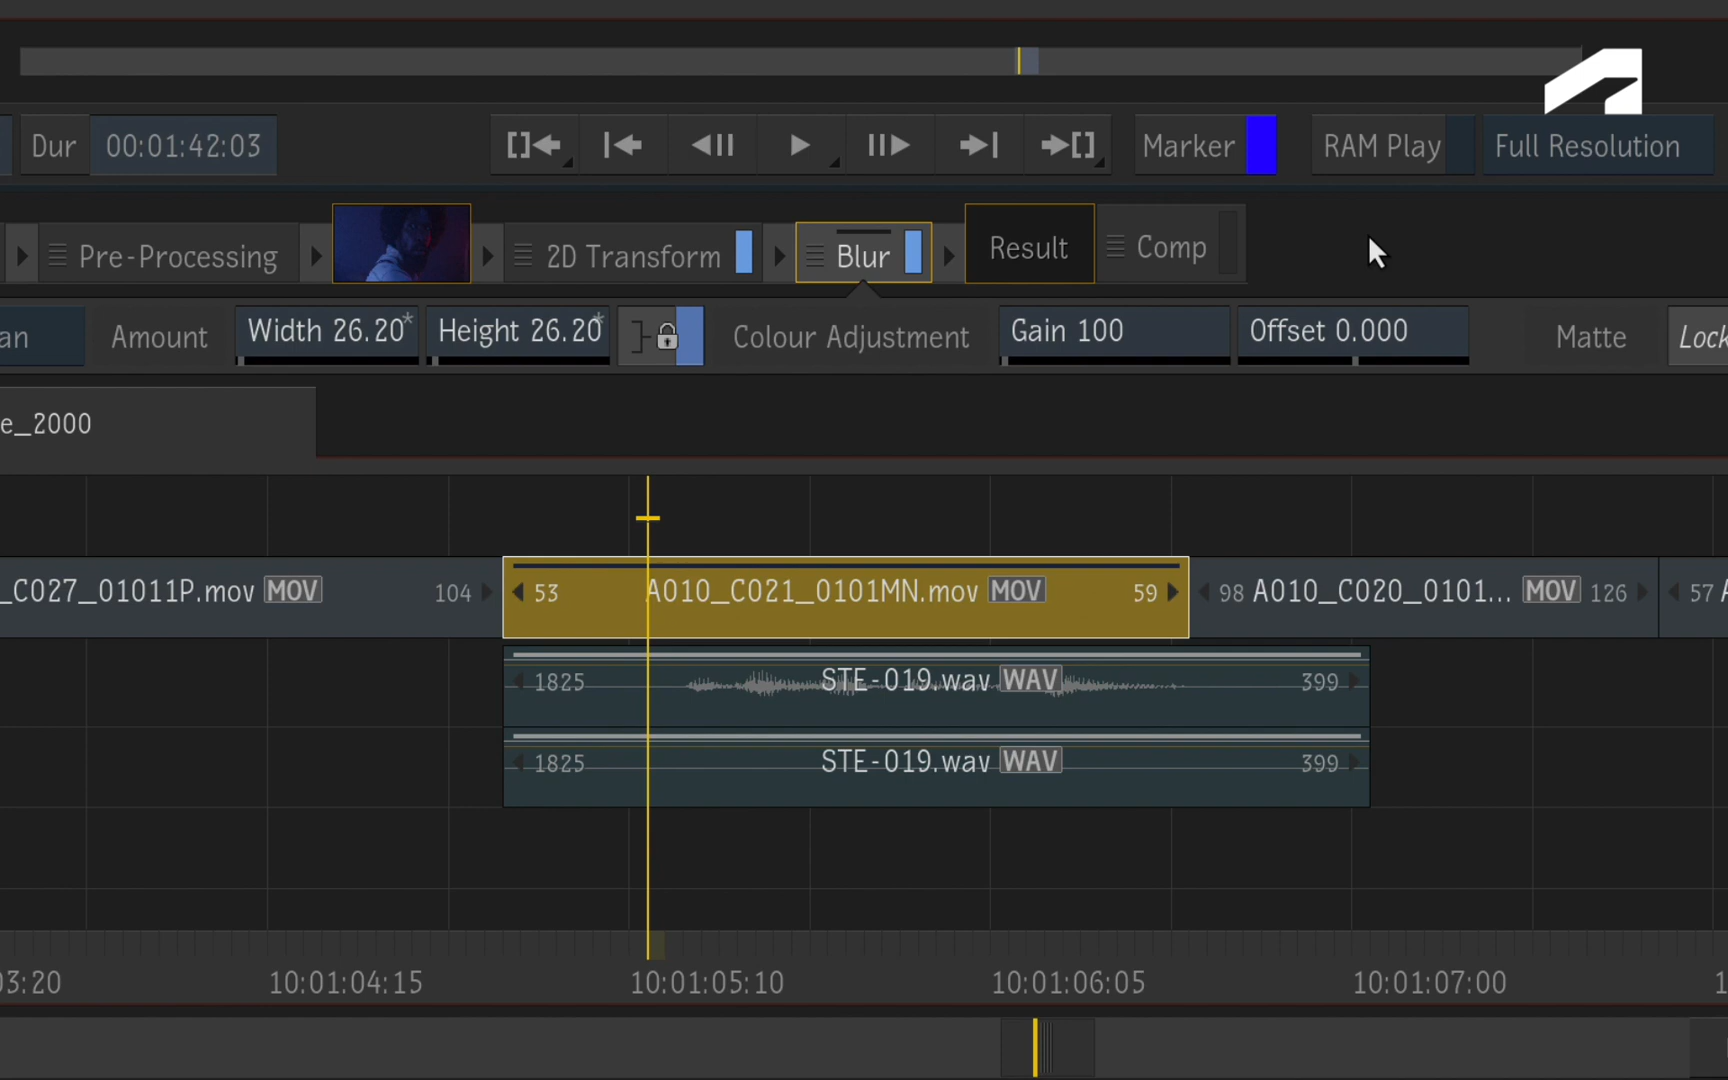 Dur 00:01:42:03 Marker RAM Play Full Resolution
Pre-Processing 2D Transform Blur Result Comp
an Amount Width 26.20* Height 26.20* Colour Adjustment Gain 100 Offset 0.000 Matte Lock
e_2000
_C027_01011P.mov MOV 104 53 A010_C021_0101MN.mov MOV 59 98 A010_C020_0101... MOV 126 57 A
1825 STE-019.wav WAV 399
1825 STE-019.wav WAV 399
03:20 10:01:04:15 10:01:05:10 10:01:06:05 10:01:07:00 1